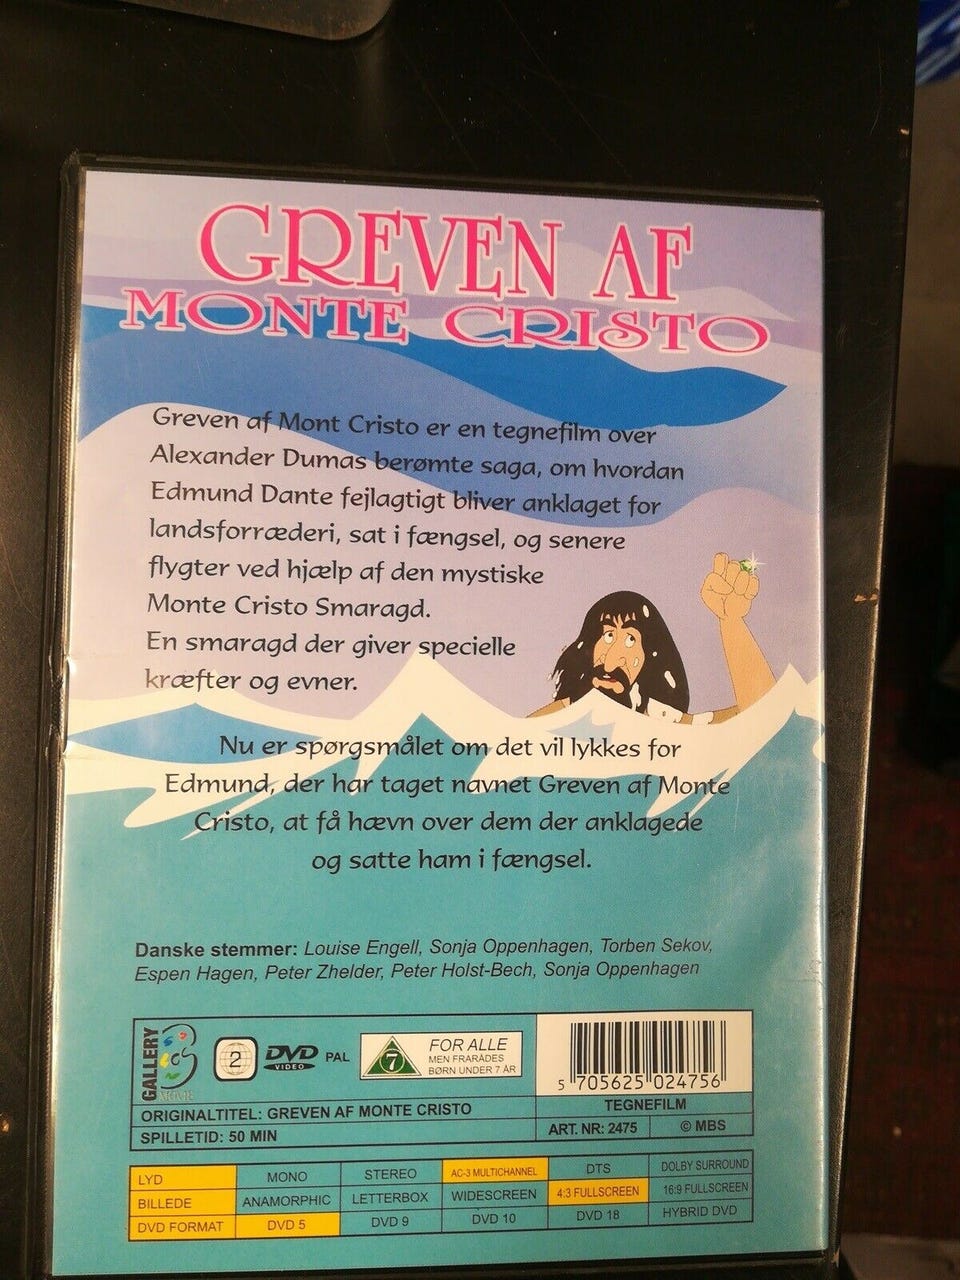 GREVEN AF
MONTE CRISTO
Greven af Mont Cristo er en tegnefilm over
Alexander Dumas berømte saga, om hvordan
Edmund Dante fejlagtigt bliver anklaget for
landsforræderi, sat i fængsel, og senere
flygter ved hjælp af den mystiske
Monte Cristo Smaragd.
En smaragd der giver specielle
kræfter og evner.
Nu er spørgsmålet om det vil lykkes for
Edmund, der har taget navnet Greven af Monte
Cristo, at få hævn over dem der anklagede
og satte ham i fængsel.
Danske stemmer: Louise Engell, Sonja Oppenhagen, Torben Sekov,
Espen Hagen, Peter Zhelder, Peter Holst-Bech, Sonja Oppenhagen
GALLERY
MOVIE
2
DVD
VIDEO
PAL
7
FOR ALLE
MEN FRARÅDES
BØRN UNDER 7 ÅR
5 705625 024756
ORIGINALTITEL: GREVEN AF MONTE CRISTO
TEGNEFILM
SPILLETID: 50 MIN
ART. NR: 2475
© MBS
LYD MONO STEREO AC-3 MULTICHANNEL DTS DOLBY SURROUND
BILLEDE ANAMORPHIC LETTERBOX WIDESCREEN 4:3 FULLSCREEN 16:9 FULLSCREEN
DVD FORMAT DVD 5 DVD 9 DVD 10 DVD 18 HYBRID DVD